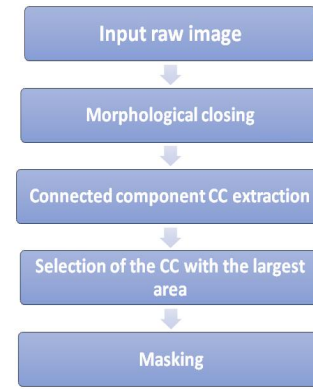 Input raw image
Morphological closing
Connected component CC extraction
Selection of the CC with the largest
area
Masking